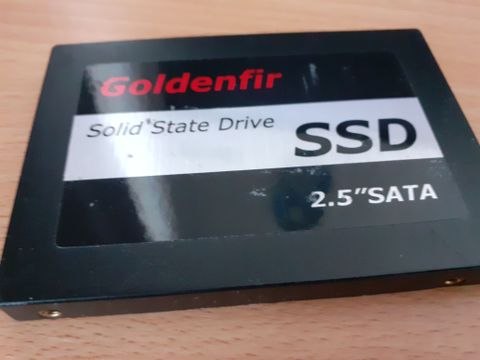 Goldenfir
Solid State Drive
SSD
2.5"SATA